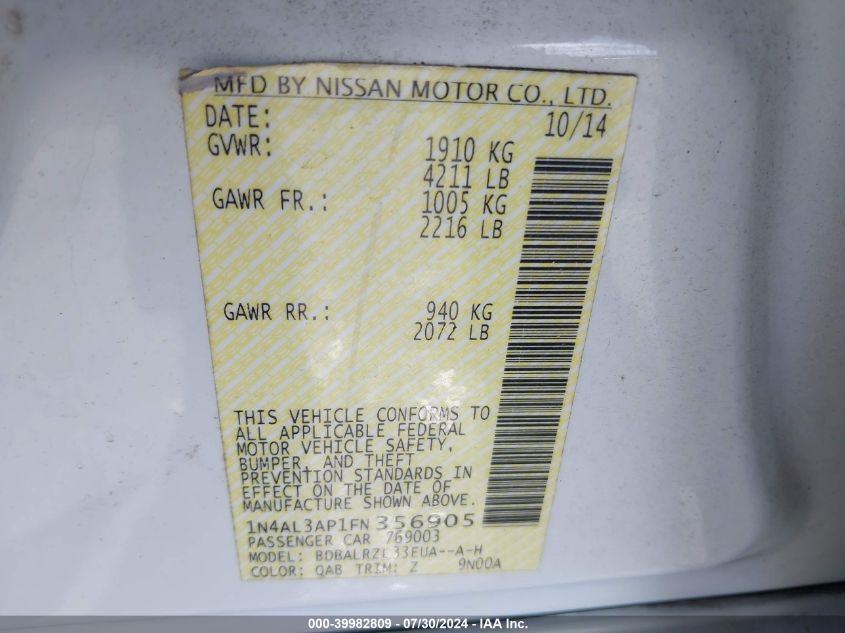 MFD BY NISSAN MOTOR CO., LTD.
DATE: 10/14
GVWR: 1910 KG
4211 LB
GAWR FR.: 1005 KG
2216 LB
GAWR RR.: 940 KG
2072 LB
THIS VEHICLE CONFORMS TO
ALL APPLICABLE FEDERAL
MOTOR VEHICLE SAFETY,
BUMPER, AND THEFT
PREVENTION STANDARDS IN
EFFECT ON THE DATE OF
MANUFACTURE SHOWN ABOVE.
1N4AL3AP1FN356905
PASSENGER CAR 769003
MODEL: BDBALRZL33EUA--A-H
COLOR: QAB TRIM: Z 9N00A
000-39982809 - 07/30/2024 - IAA Inc.